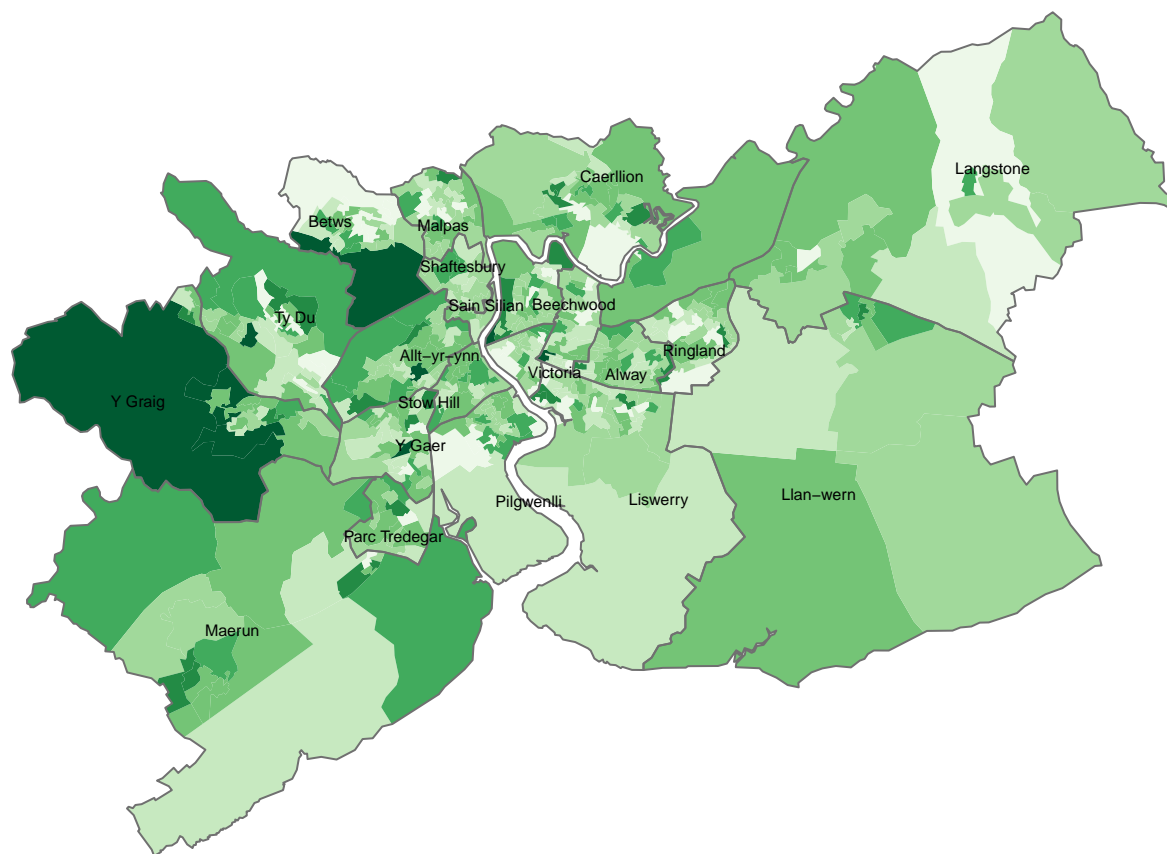 Langstone
Caerllion
Betws
Malpas
Shaftesbury
Sain Silian
Beechwood
Ty Du
Allt-yr-ynn
Ringland
Victoria
Alway
Y Graig
Stow Hill
Y Gaer
Llan-wern
Pilgwenlli
Liswerry
Parc Tredegar
Maerun